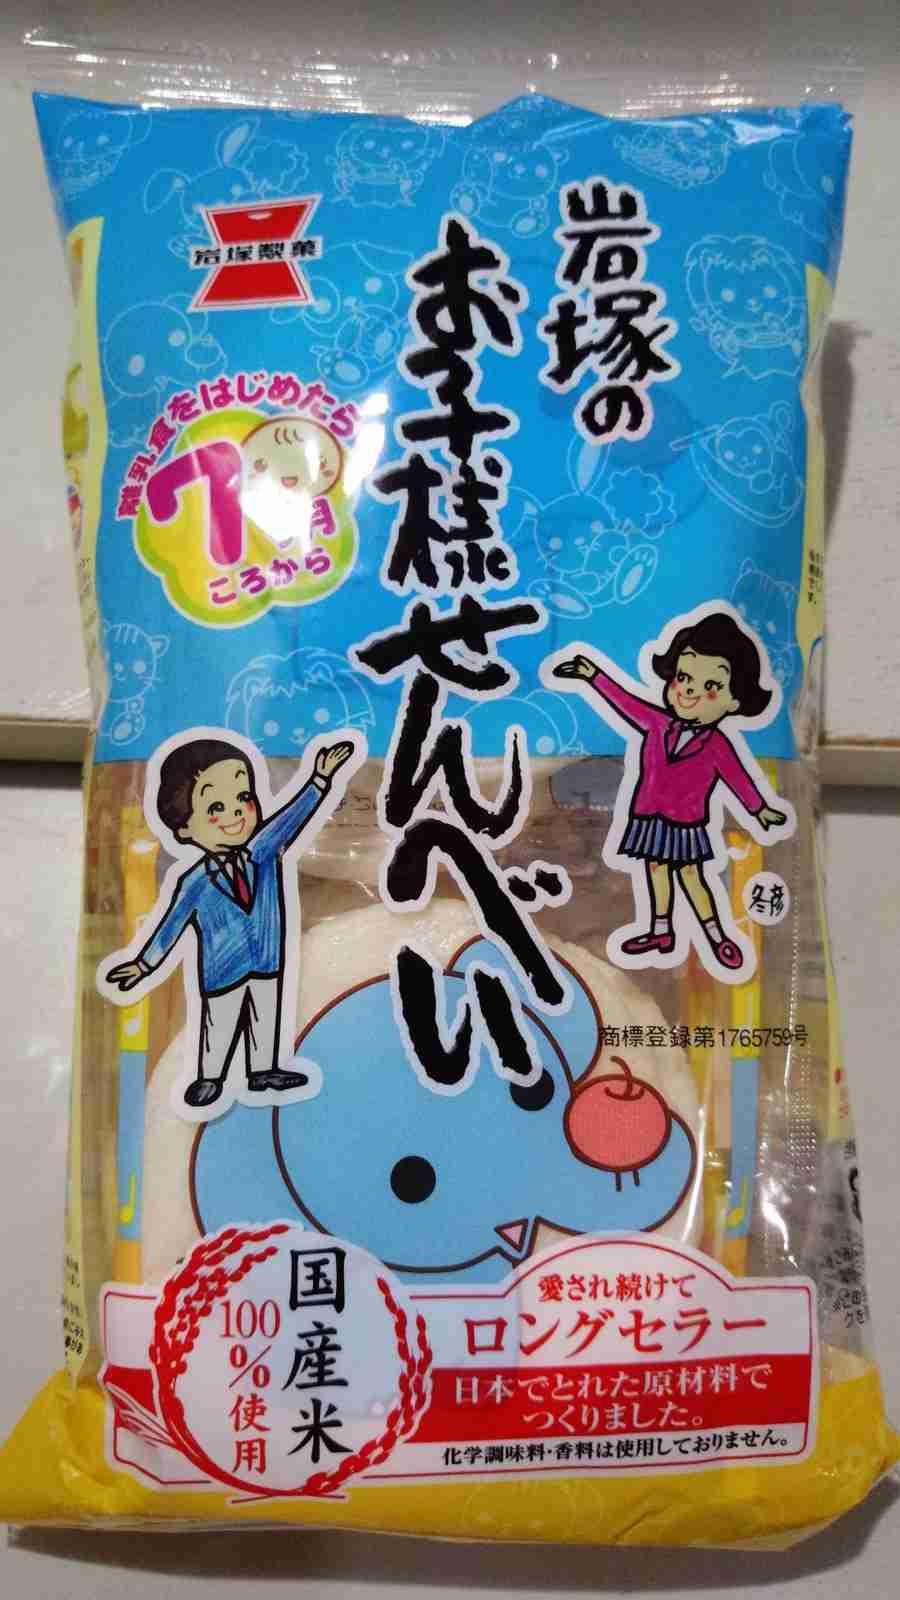 岩塚製菓
岩塚の
お子様せんべい
離乳食をはじめたら
7ヵ月
ころから
冬彦
商標登録第1765759号
国産米
100%使用
愛され続けて
ロングセラー
日本でとれた原材料で
つくりました。
化学調味料・香料は使用しておりません。